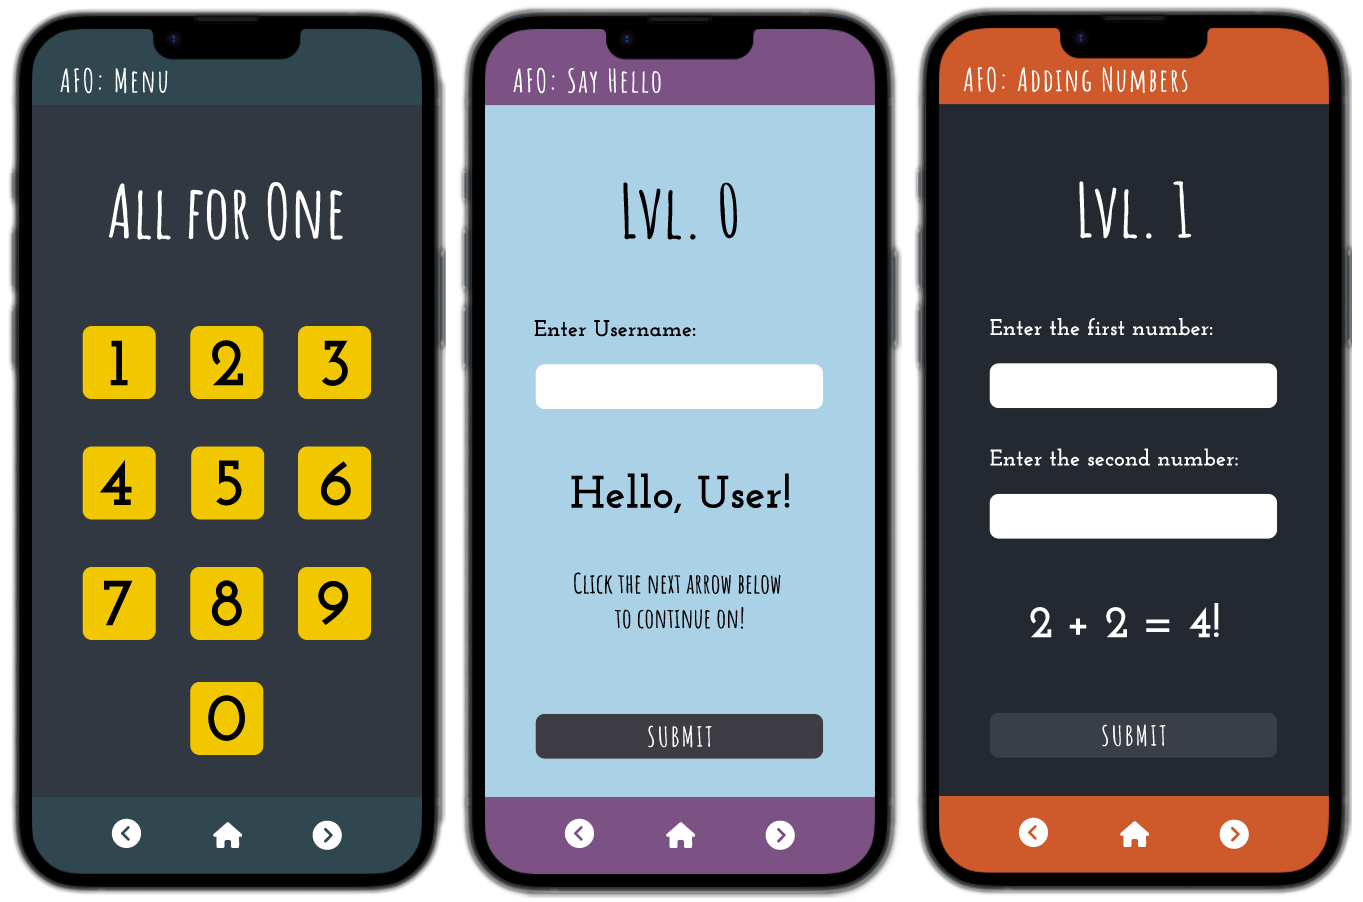 AFO: Menu
All for One
1 2 3
4 5 6
7 8 9
0
AFO: Say Hello
Lvl. 0
Enter Username:
Hello, User!
Click the next arrow below
to continue on!
SUBMIT
AFO: Adding Numbers
Lvl. 1
Enter the first number:
Enter the second number:
2 + 2 = 4!
SUBMIT